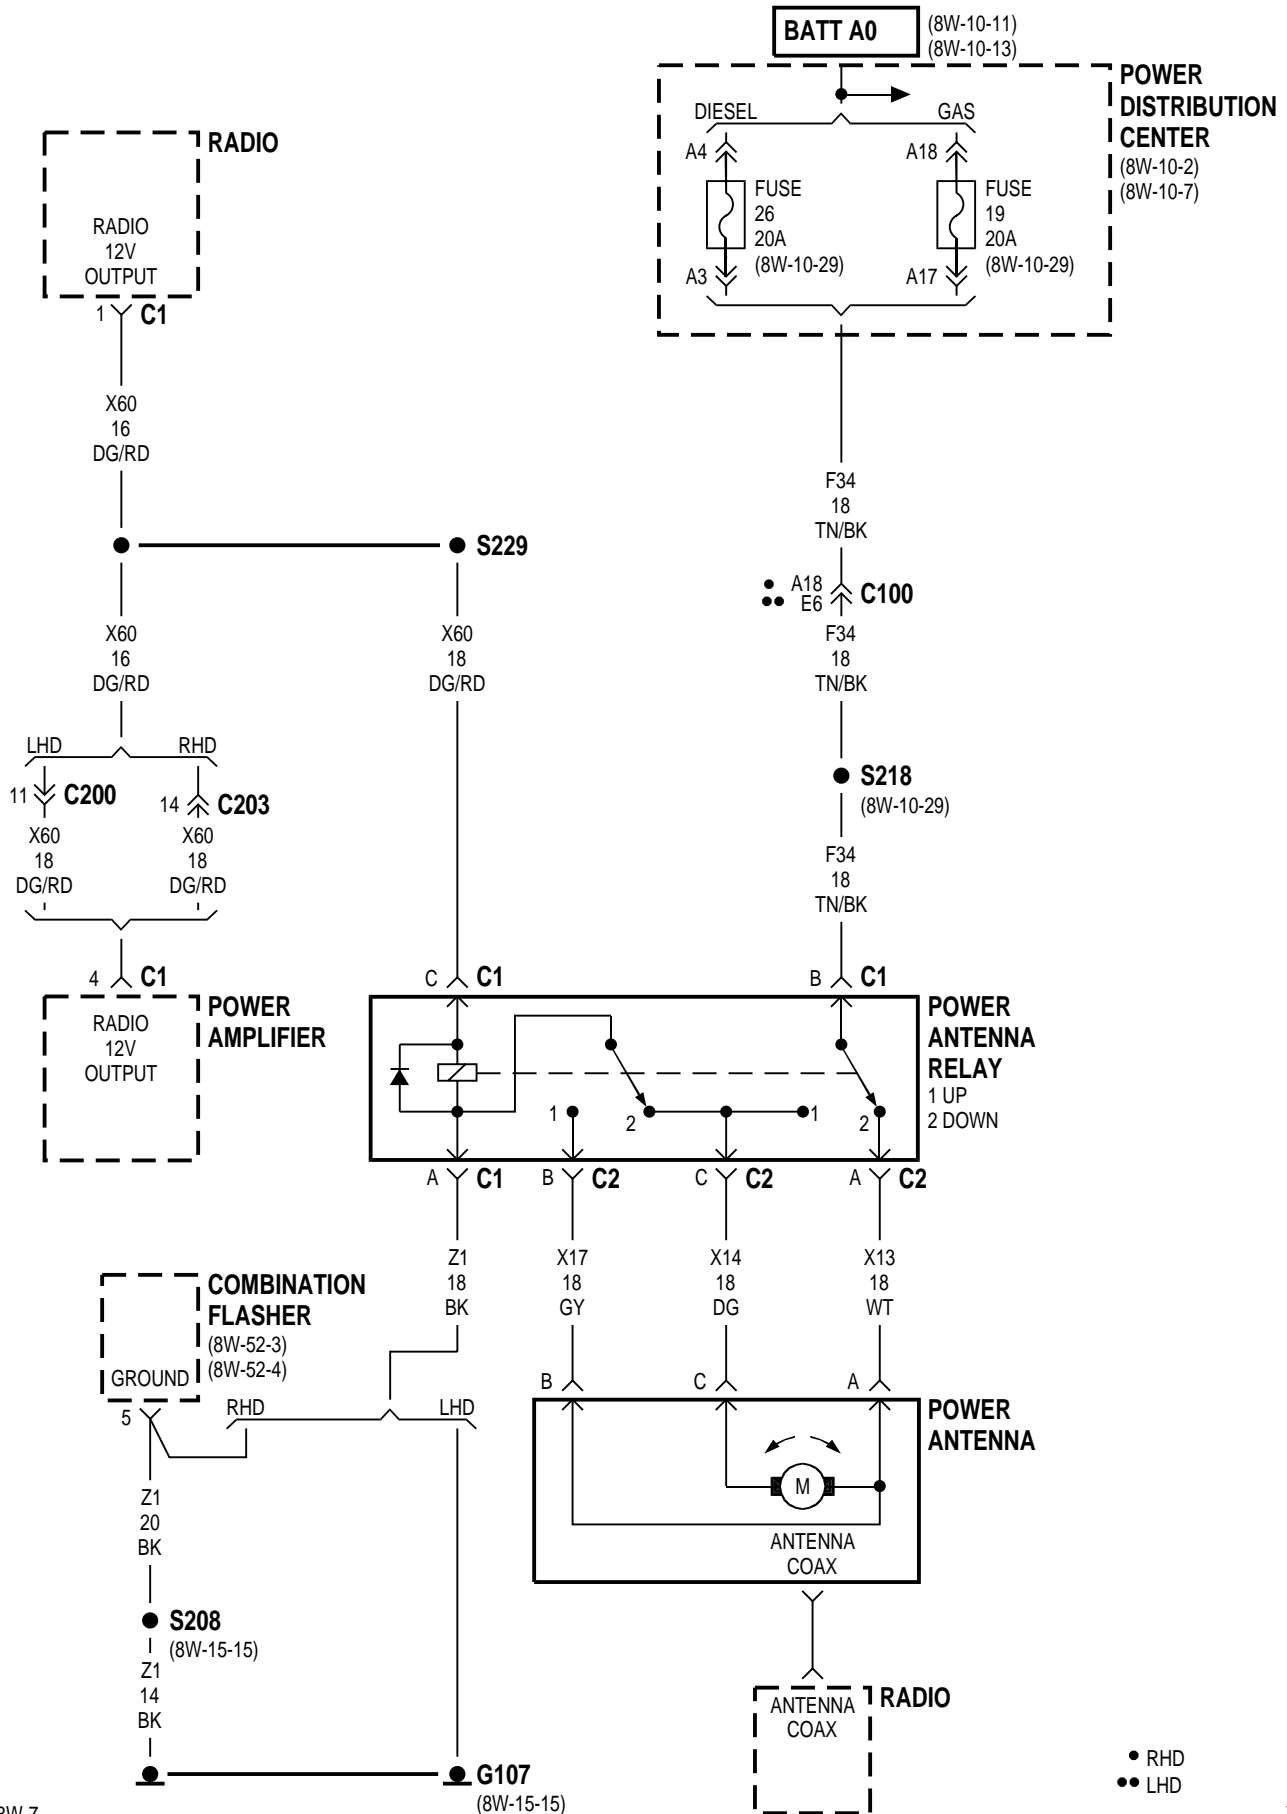 BATT A0
(8W-10-11)
(8W-10-13)
POWER
DISTRIBUTION
CENTER
(8W-10-2)
(8W-10-7)
DIESEL
GAS
A4
A18
FUSE
26
20A
(8W-10-29)
FUSE
19
20A
(8W-10-29)
A3
A17
RADIO
RADIO
12V
OUTPUT
1
C1
X60
16
DG/RD
F34
18
TN/BK
S229
A18
E6
C100
X60
16
DG/RD
X60
18
DG/RD
F34
18
TN/BK
LHD
RHD
11
C200
14
C203
S218
(8W-10-29)
X60
18
DG/RD
X60
18
DG/RD
F34
18
TN/BK
4
C1
C
C1
B
C1
POWER
AMPLIFIER
RADIO
12V
OUTPUT
POWER
ANTENNA
RELAY
1 UP
2 DOWN
1
2
1
2
A
C1
B
C2
C
C2
A
C2
Z1
18
BK
X17
18
GY
X14
18
DG
X13
18
WT
COMBINATION
FLASHER
(8W-52-3)
(8W-52-4)
GROUND
5
RHD
LHD
B
C
A
POWER
ANTENNA
M
ANTENNA
COAX
Z1
20
BK
S208
(8W-15-15)
Z1
14
BK
G107
(8W-15-15)
RADIO
ANTENNA
COAX
RHD
LHD